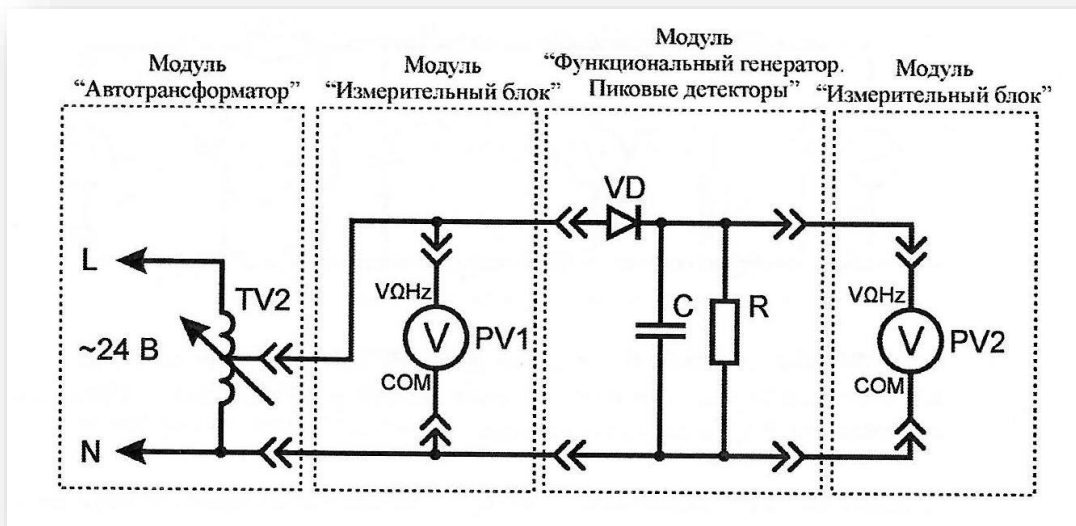 Модуль
“Автотрансформатор”
Модуль
“Измерительный блок”
Модуль
“Функциональный генератор.
Пиковые детекторы”
Модуль
“Измерительный блок”
L
TV2
~24 В
N
VΩHz
V
PV1
COM
VD
C
R
VΩHz
V
PV2
COM